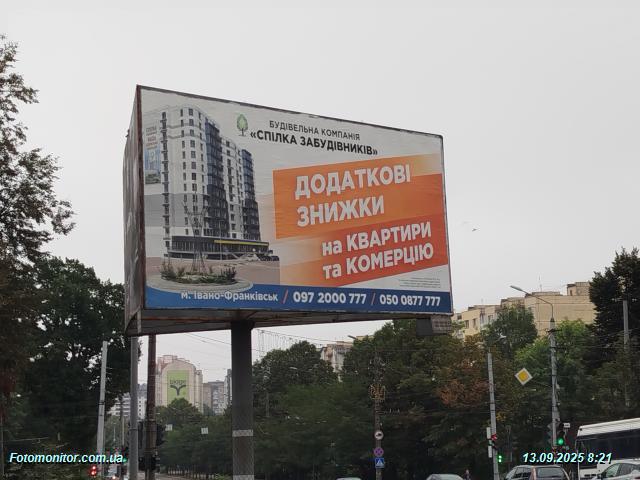 БУДІВЕЛЬНА КОМПАНІЯ
«СПІЛКА ЗАБУДІВНИКІВ»
ДОДАТКОВІ
ЗНИЖКИ
на КВАРТИРИ
та КОМЕРЦІЮ
м. Івано-Франківськ / 097 2000 777 / 050 0877 777
Fotomonitor.com.ua
13.09.2025 8:21